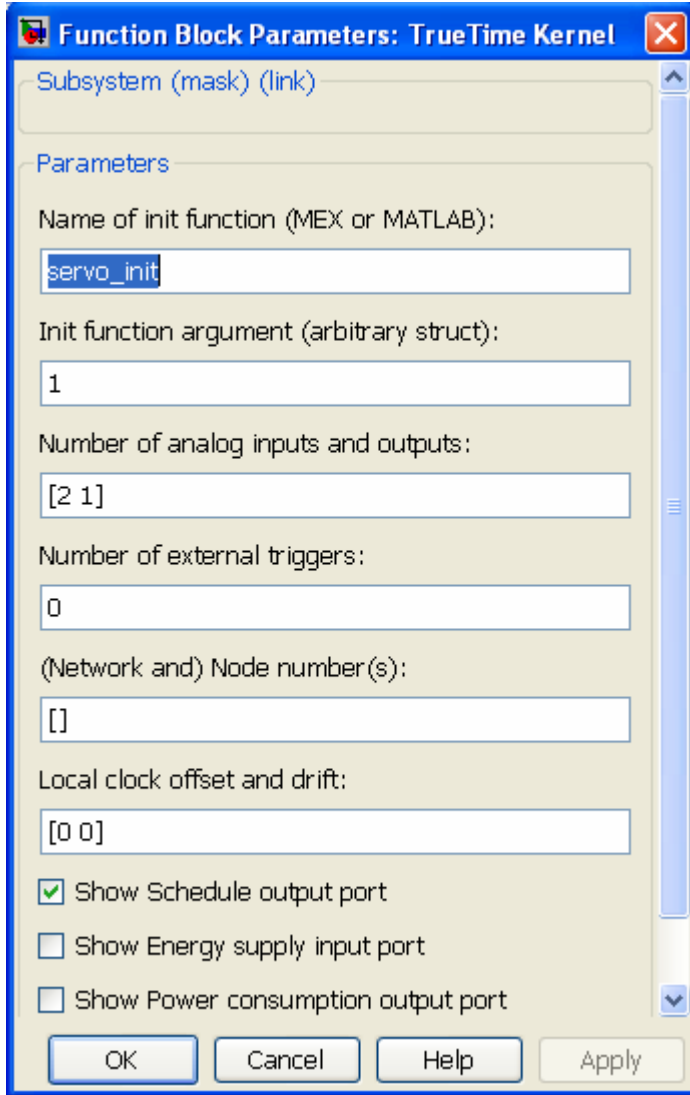 Function Block Parameters: TrueTime Kernel
Subsystem (mask) (link)
Parameters
Name of init function (MEX or MATLAB):
servo_init
Init function argument (arbitrary struct):
1
Number of analog inputs and outputs:
[2 1]
Number of external triggers:
0
(Network and) Node number(s):
[]
Local clock offset and drift:
[0 0]
Show Schedule output port
Show Energy supply input port
Show Power consumption output port
OK Cancel Help Apply